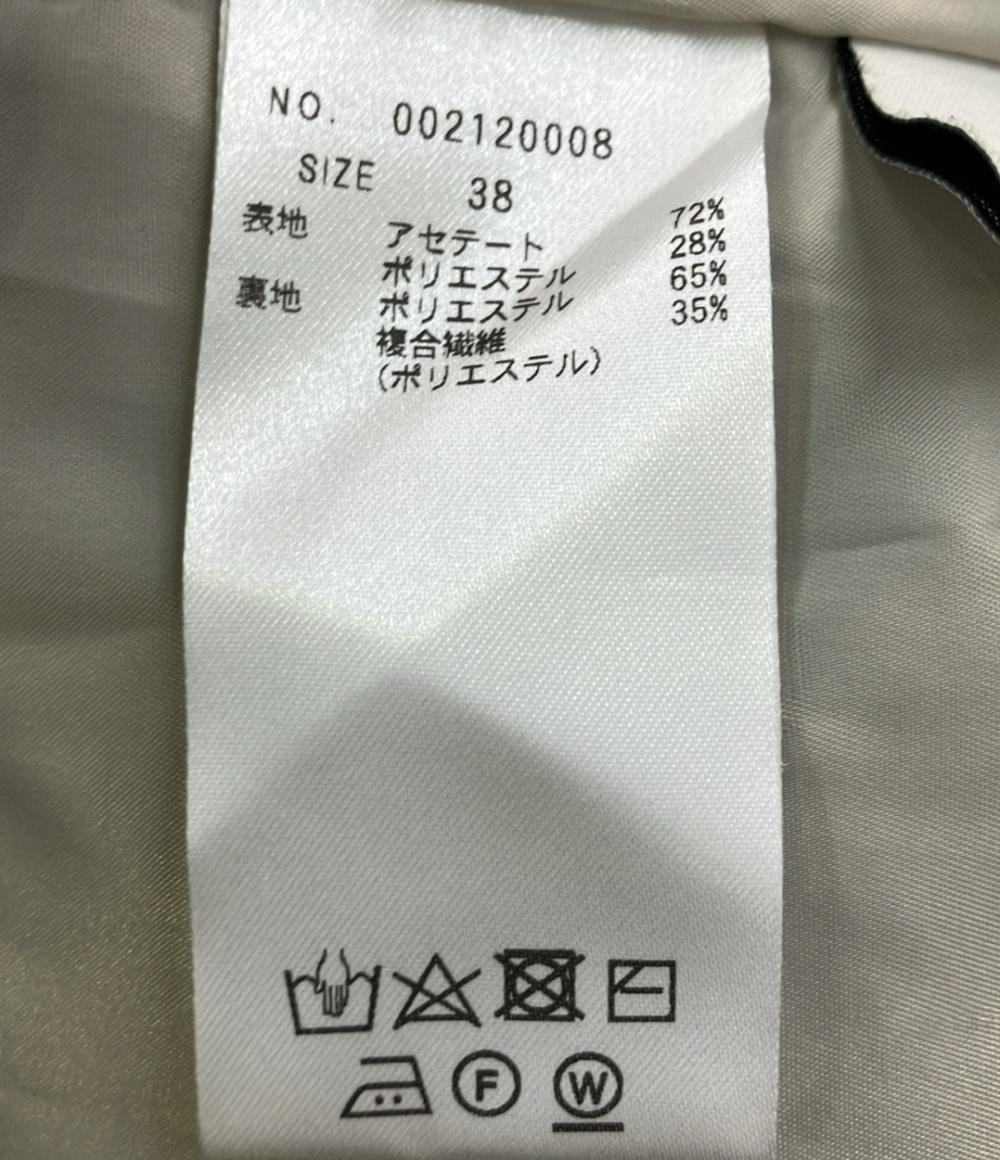 NO. 002120008
SIZE 38
表地 アセテート 72%
ポリエステル 28%
裏地 ポリエステル 65%
複合繊維 35%
(ポリエステル)
F W